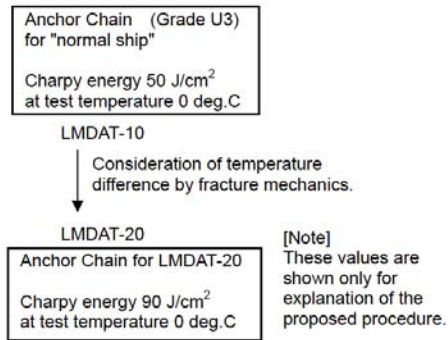 Anchor Chain (Grade U3)
for "normal ship"
Charpy energy 50 J/cm²
at test temperature 0 deg.C
LMDAT-10
Consideration of temperature
difference by fracture mechanics.
LMDAT-20
Anchor Chain for LMDAT-20
Charpy energy 90 J/cm²
at test temperature 0 deg.C
[Note]
These values are
shown only for
explanation of the
proposed procedure.